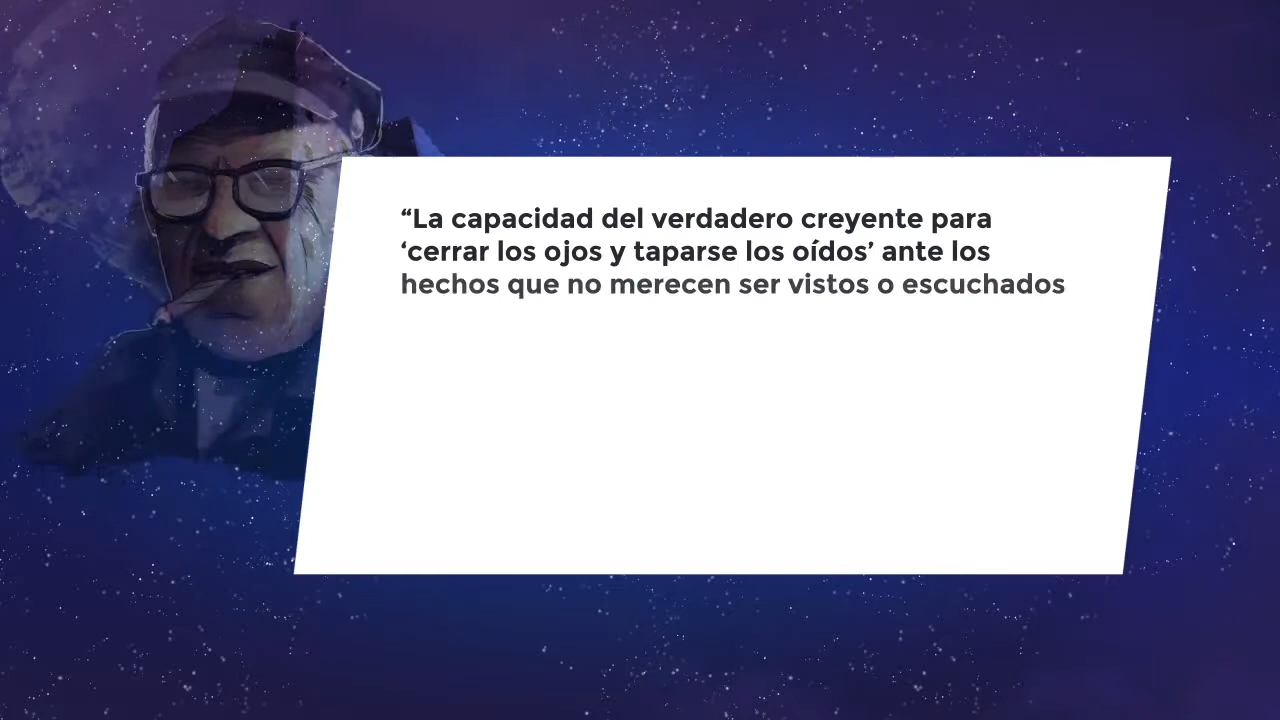 “La capacidad del verdadero creyente para
‘cerrar los ojos y taparse los oídos’ ante los
hechos que no merecen ser vistos o escuchados